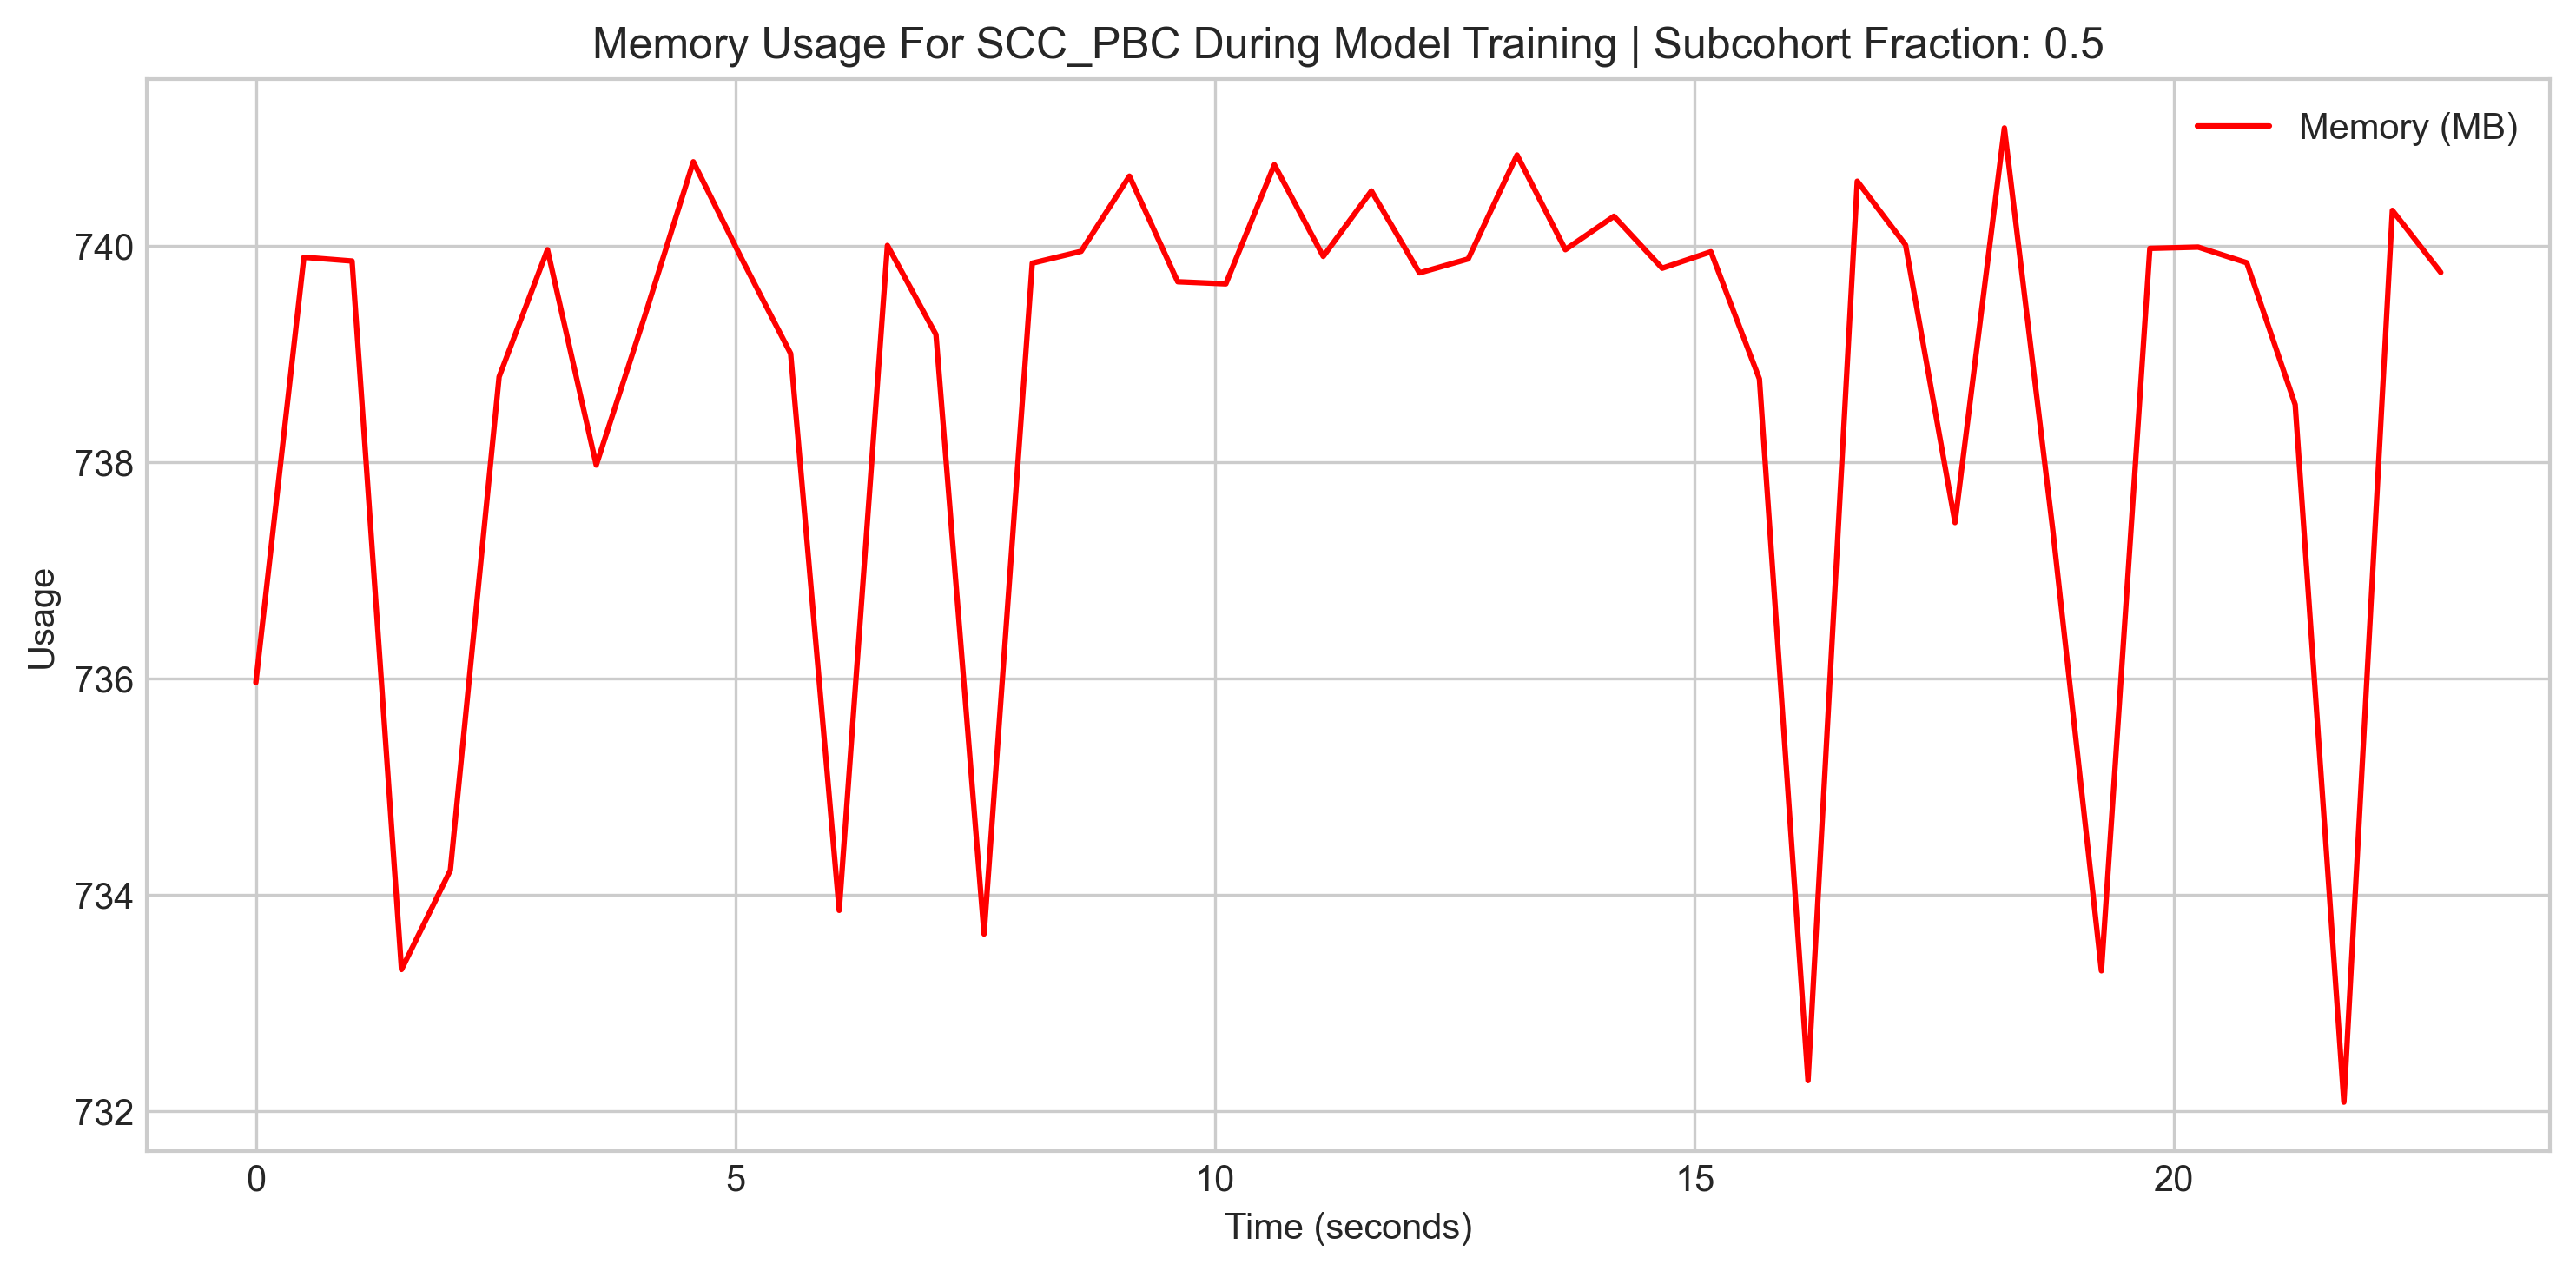 Memory Usage For SCC_PBC During Model Training | Subcohort Fraction: 0.5
Memory (MB)
740
738
736
734
732
Usage
0 5 10 15 20
Time (seconds)